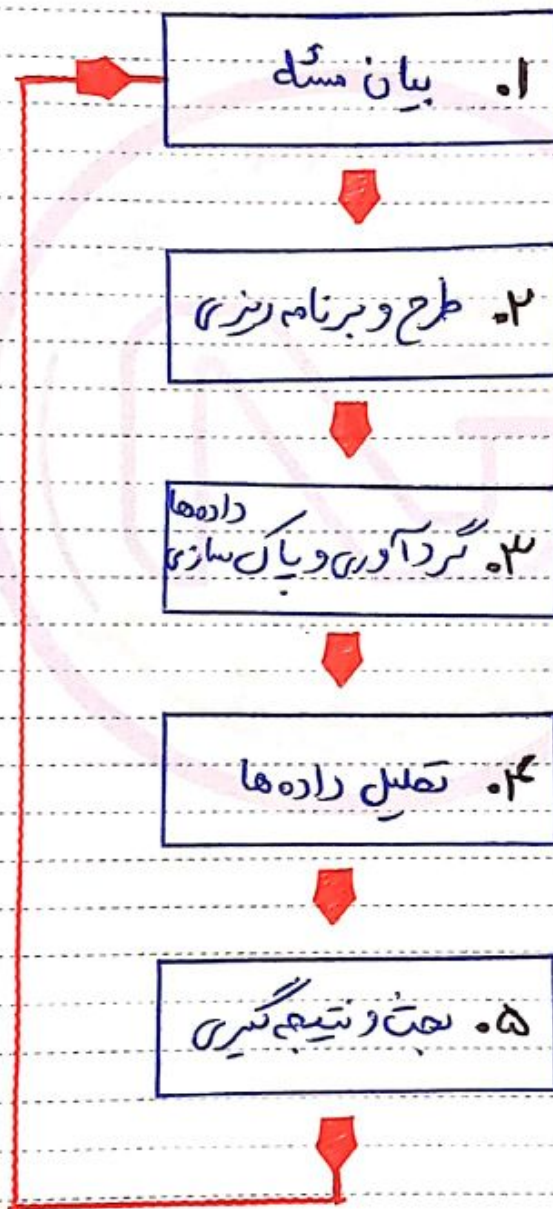 ۱. بیان مسئله
۲. طرح و برنامه ریزی
داده‌ها
۳. گردآوری و پاک سازی
۴. تحلیل داده ها
۵. بحث و نتیجه گیری